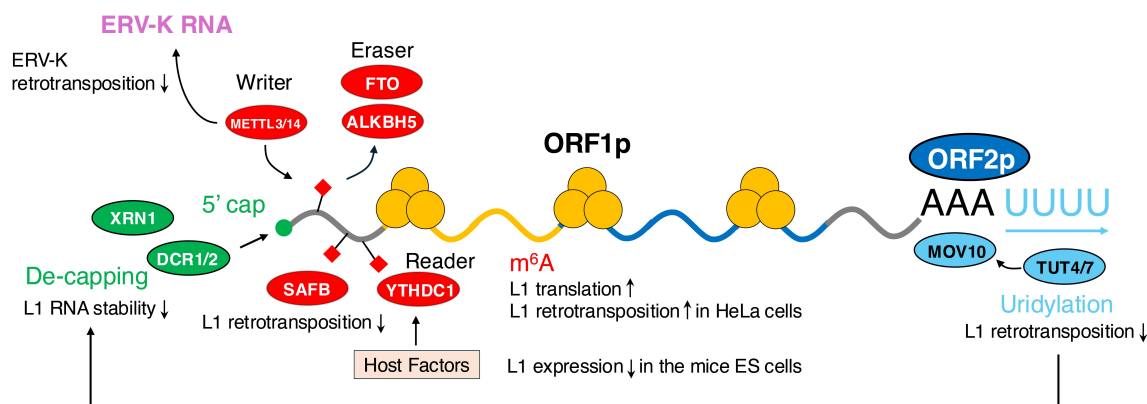 ERV-K RNA
ERV-K
retrotransposition ↓
Writer
METTL3/14
Eraser
FTO
ALKBH5
ORF1p
ORF2p
AAA UUUU
XRN1
5’ cap
DCR1/2
De-capping
L1 RNA stability ↓
SAFB
Reader
YTHDC1
L1 retrotransposition ↓
Host Factors
m⁶A
L1 translation ↑
L1 retrotransposition ↑ in HeLa cells
L1 expression ↓ in the mice ES cells
MOV10
TUT4/7
Uridylation
L1 retrotransposition ↓